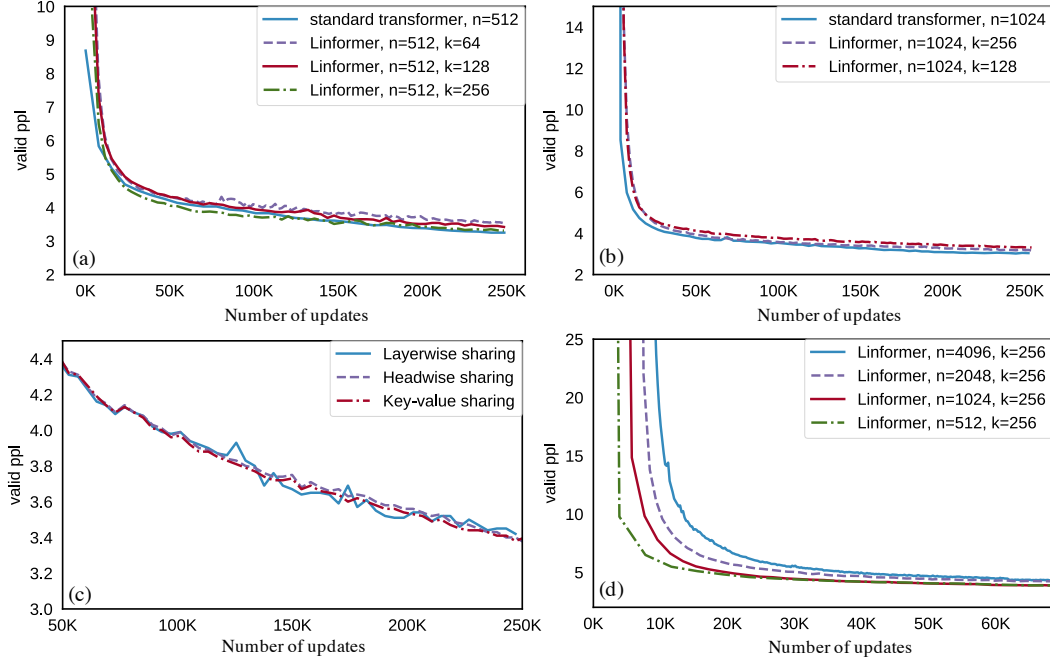 10
9
8
7
6
5
4
3
2
valid ppl
standard transformer, n=512
Linformer, n=512, k=64
Linformer, n=512, k=128
Linformer, n=512, k=256
(a)
0K 50K 100K 150K 200K 250K
Number of updates
14
12
10
8
6
4
2
valid ppl
standard transformer, n=1024
Linformer, n=1024, k=256
Linformer, n=1024, k=128
(b)
0K 50K 100K 150K 200K 250K
Number of updates
4.4
4.2
4.0
3.8
3.6
3.4
3.2
3.0
valid ppl
Layerwise sharing
Headwise sharing
Key-value sharing
(c)
50K 100K 150K 200K 250K
Number of updates
25
20
15
10
5
valid ppl
Linformer, n=4096, k=256
Linformer, n=2048, k=256
Linformer, n=1024, k=256
Linformer, n=512, k=256
(d)
0K 10K 20K 30K 40K 50K 60K
Number of updates